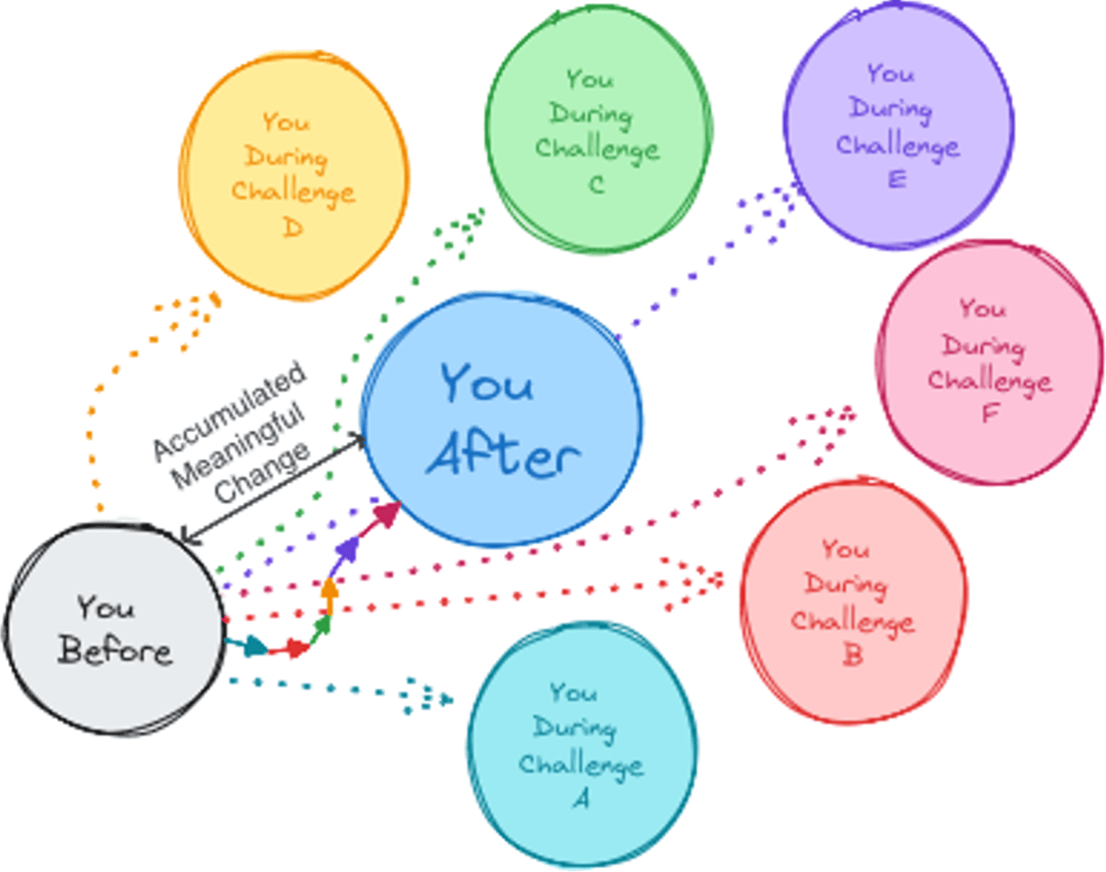 You
During
Challenge
D
You
During
Challenge
C
You
During
Challenge
E
You
During
Challenge
F
Accumulated
Meaningful
Change
You
After
You
Before
You
During
Challenge
B
You
During
Challenge
A